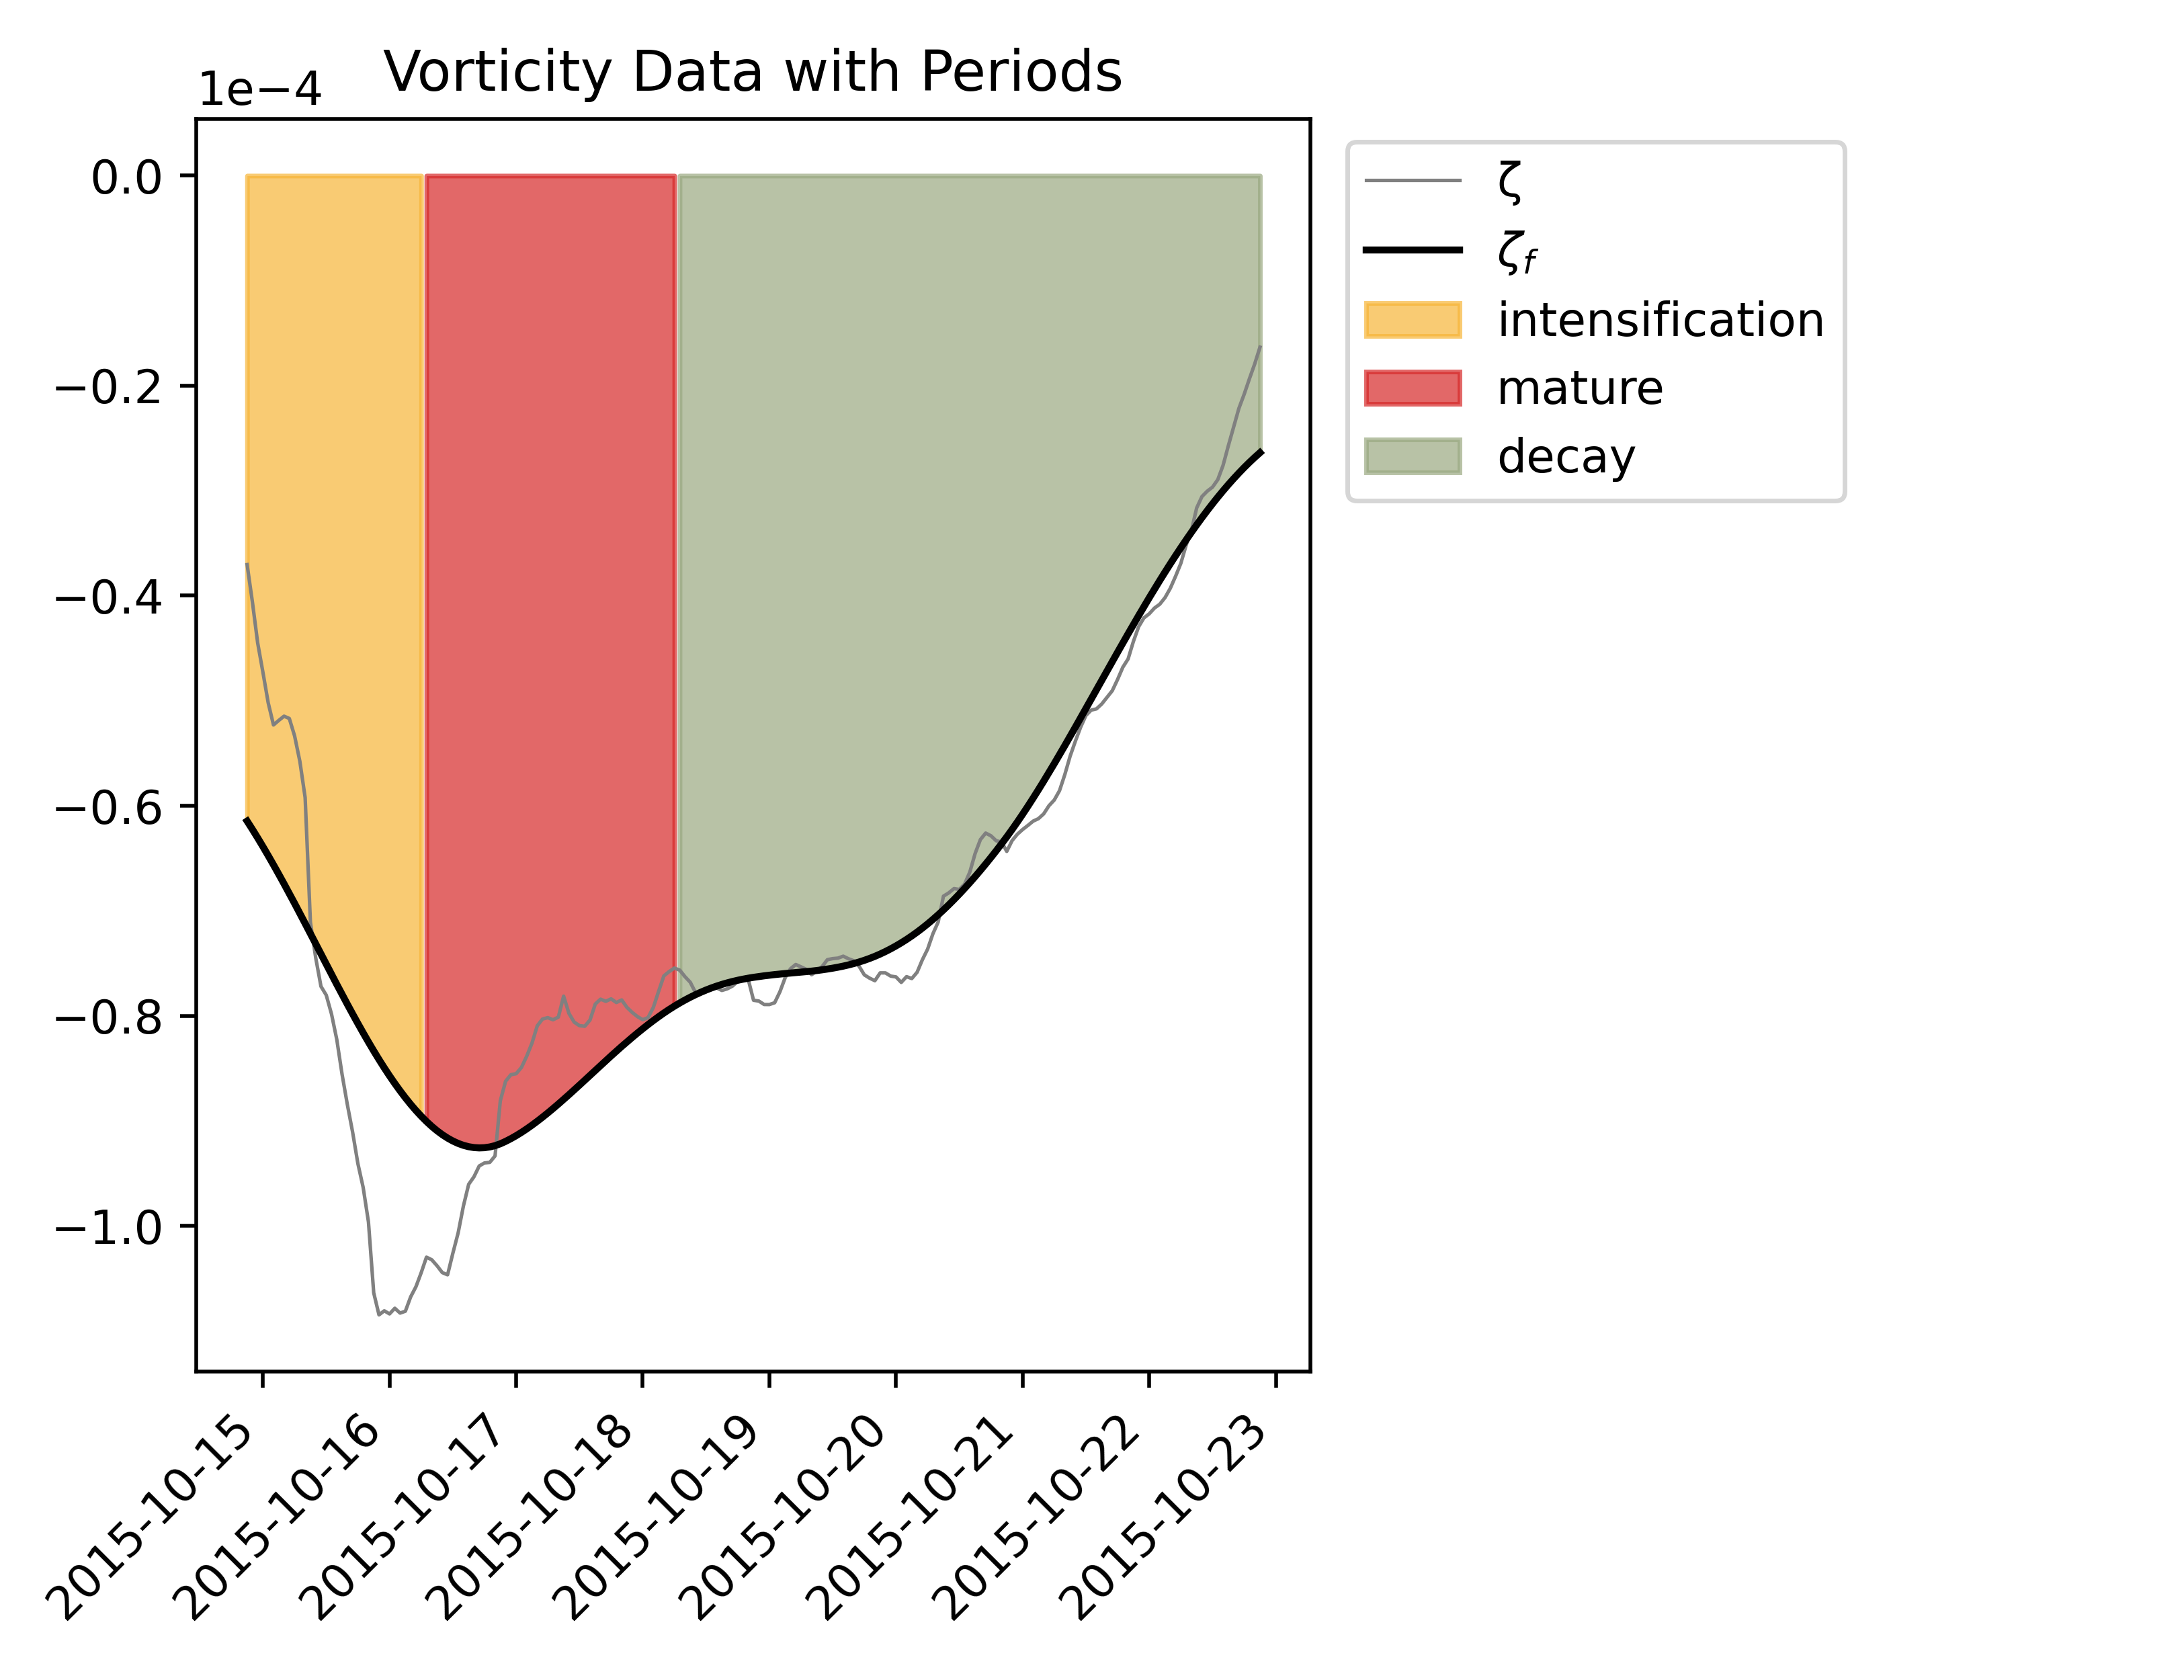 Vorticity Data with Periods
1e−4
0.0
−0.2
−0.4
−0.6
−0.8
−1.0
2015-10-15
2015-10-16
2015-10-17
2015-10-18
2015-10-19
2015-10-20
2015-10-21
2015-10-22
2015-10-23
ζ
ζf
intensification
mature
decay